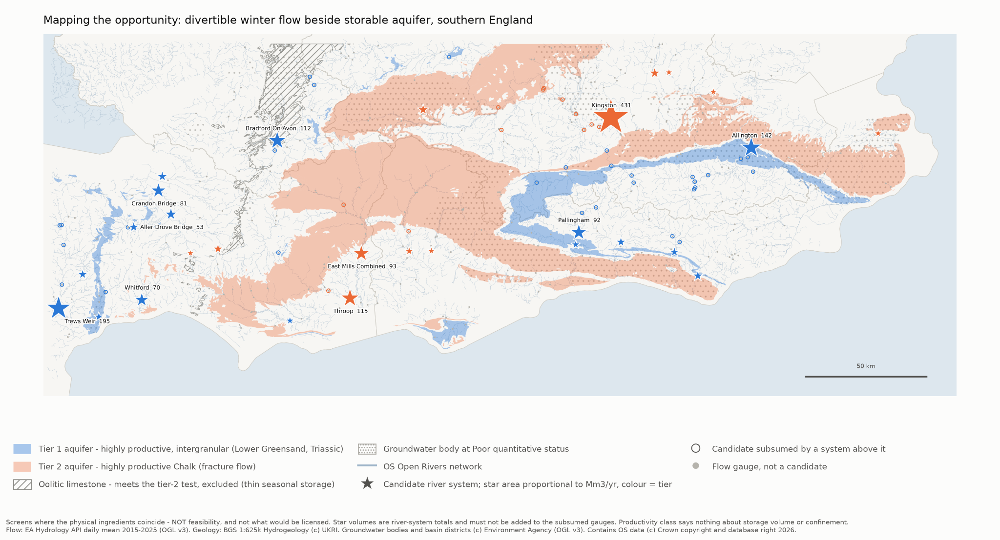 Mapping the opportunity: divertible winter flow beside storable aquifer, southern England
Kingston 431
Bradford On Avon 112
Allington 142
Crandon Bridge 81
Pallingham 92
Aller Drove Bridge 53
East Mills Combined 93
Whitford 70
Throop 115
Trews Weir 195
50 km
Tier 1 aquifer - highly productive, intergranular (Lower Greensand, Triassic)
Tier 2 aquifer - highly productive Chalk (fracture flow)
Oolitic limestone - meets the tier-2 test, excluded (thin seasonal storage)
Groundwater body at Poor quantitative status
OS Open Rivers network
Candidate river system; star area proportional to Mm3/yr, colour = tier
Candidate subsumed by a system above it
Flow gauge, not a candidate
Screens where the physical ingredients coincide - NOT feasibility, and not what would be licensed. Star volumes are river-system totals and must not be added to the subsumed gauges. Productivity class says nothing about storage volume or confinement.
Flow: EA Hydrology API daily mean 2015-2025 (OGL v3). Geology: BGS 1:625k Hydrogeology (c) UKRI. Groundwater bodies and basin districts (c) Environment Agency (OGL v3). Contains OS data (c) Crown copyright and database right 2026.